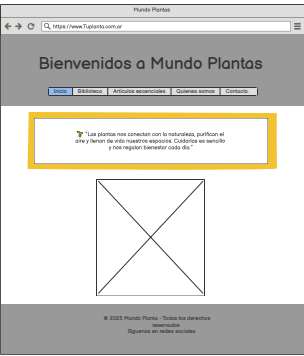 Mundo Plantas
https://www.Tuplanta.com.ar
Bienvenidos a Mundo Plantas
Inicio Biblioteca Artículos escenciales Quienes somos Contacto
"Las plantas nos conectan con la naturaleza, purifican el
aire y llenan de vida nuestros espacios. Cuidarlas es sencillo
y nos regalan bienestar cada día."
© 2025 Mundo Planta - Todos los derechos
reservados
Siguenos en redes sociales